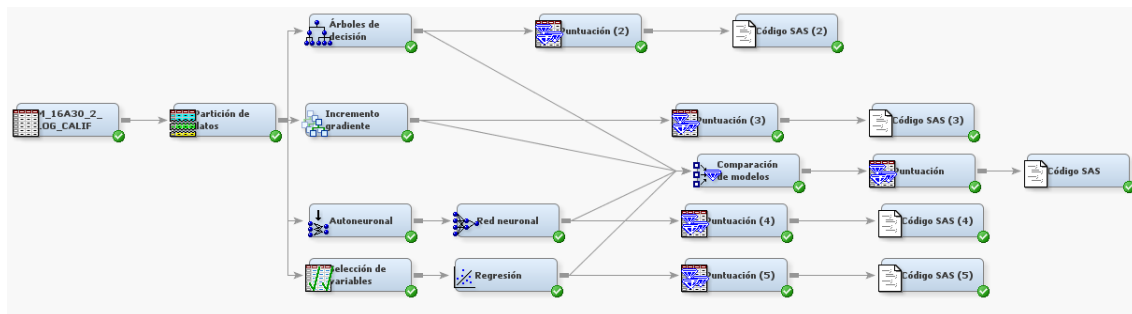 Árboles de
decisión
Puntuación (2)
Código SAS (2)
M_16A30_2_
LOG_CALIF
Partición de
datos
Incremento
gradiente
Puntuación (3)
Código SAS (3)
Comparación
de modelos
Puntuación
Código SAS
Autoneuronal
Red neuronal
Puntuación (4)
Código SAS (4)
Selección de
variables
Regresión
Puntuación (5)
Código SAS (5)